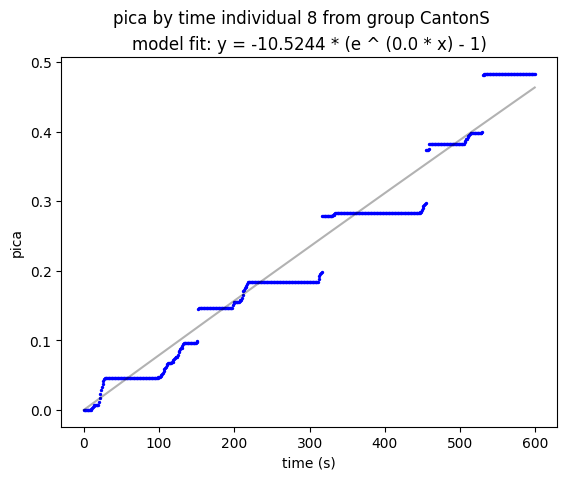 pica by time individual 8 from group CantonS
model fit: y = -10.5244 * (e ^ (0.0 * x) - 1)
0.5
0.4
0.3
0.2
0.1
0.0
pica
0 100 200 300 400 500 600
time (s)